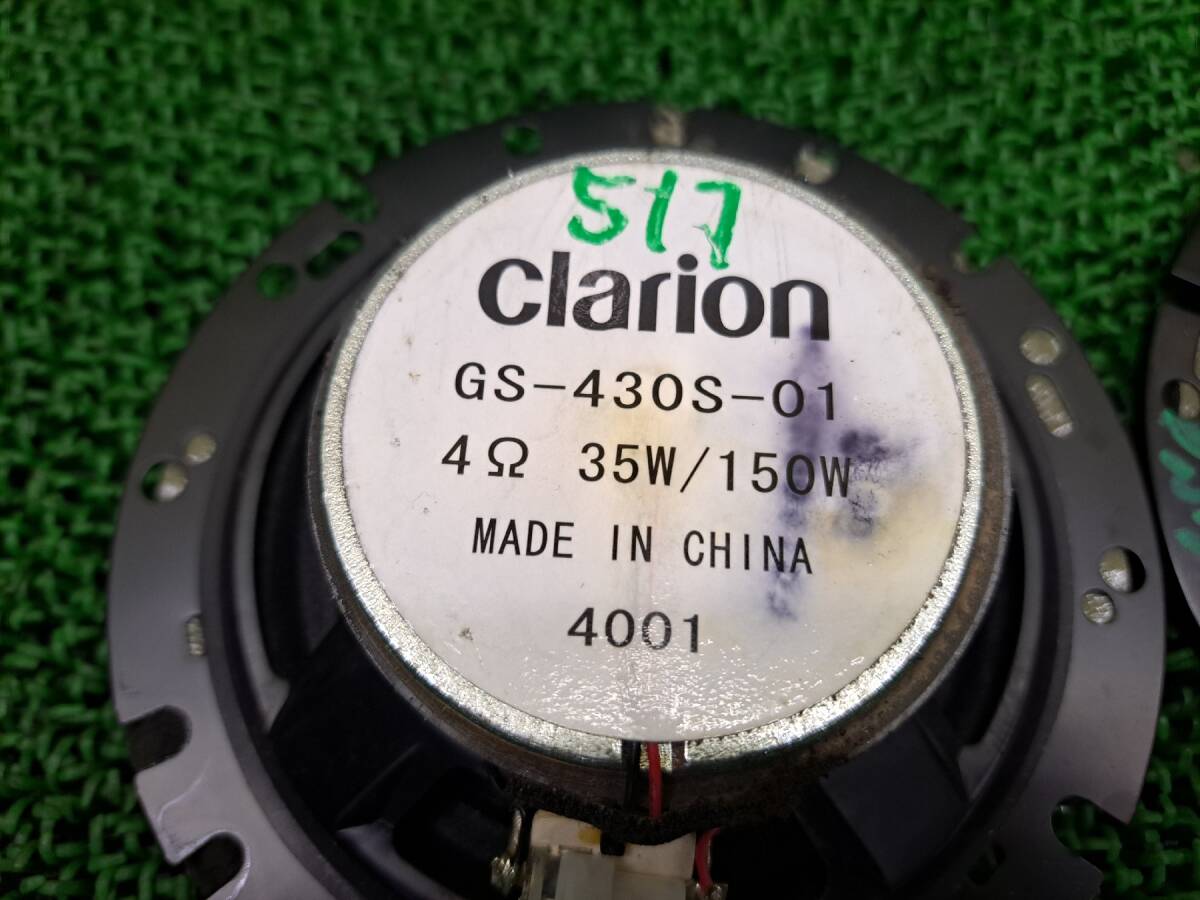 517
clarion
GS-430S-01
4Ω 35W/150W
MADE IN CHINA
4001